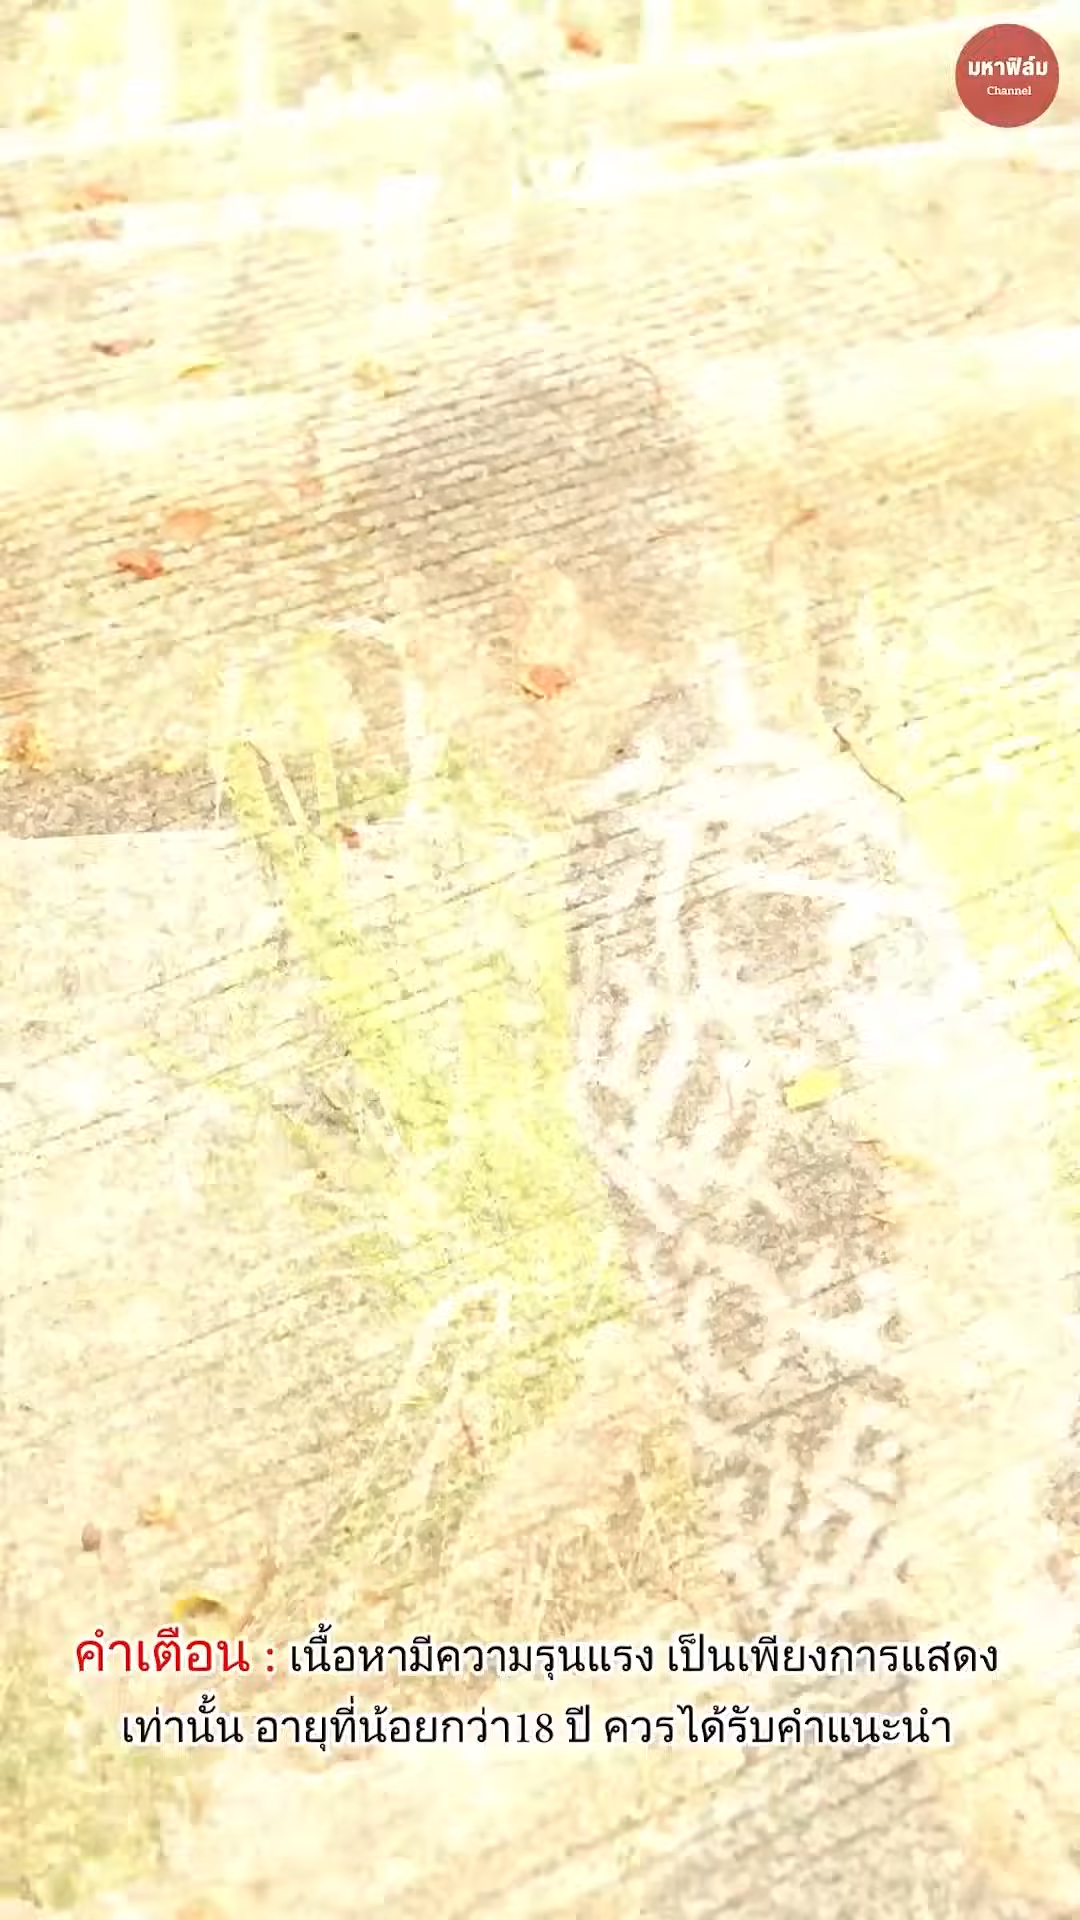 มหาฟิล์ม
Channel
คำเตือน : เนื้อหามีความรุนแรง เป็นเพียงการแสดง
เท่านั้น อายุที่น้อยกว่า18 ปี ควรได้รับคำแนะนำ